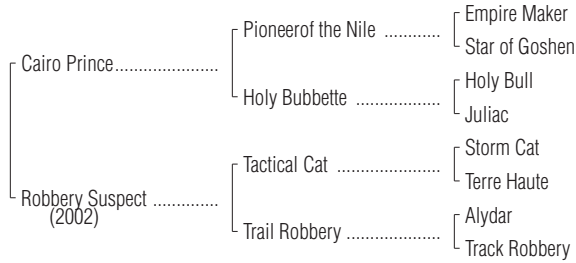 Empire Maker
Pioneerof the Nile ............
Star of Goshen
Cairo Prince.....................
Holy Bull
Holy Bubbette .................
Juliac
Storm Cat
Tactical Cat .....................
Terre Haute
Robbery Suspect .............
(2002)
Alydar
Trail Robbery ...................
Track Robbery